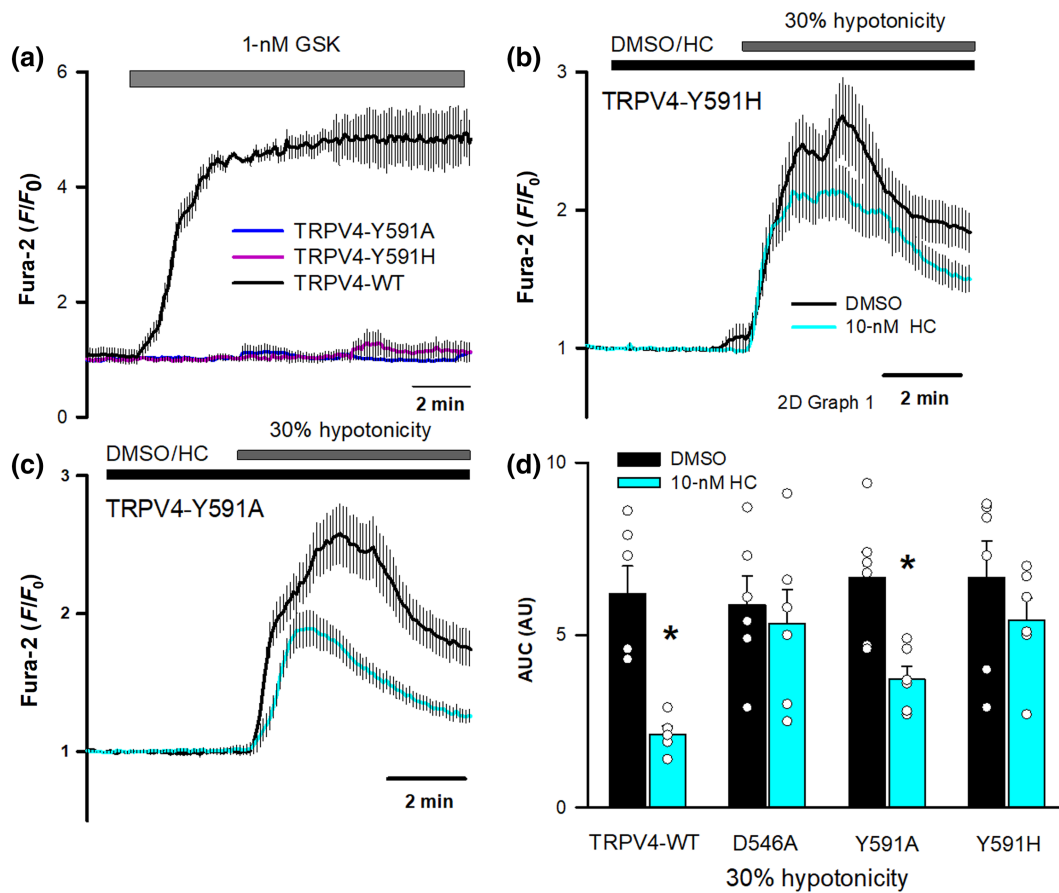 (a)
1-nM GSK
6
4
2
0
Fura-2 (F/F0)
TRPV4-Y591A
TRPV4-Y591H
TRPV4-WT
2 min
(b)
30% hypotonicity
DMSO/HC
TRPV4-Y591H
3
2
1
Fura-2 (F/F0)
DMSO
10-nM HC
2D Graph 1
2 min
(c)
30% hypotonicity
DMSO/HC
TRPV4-Y591A
3
2
1
Fura-2 (F/F0)
2 min
(d)
DMSO
10-nM HC
10
5
0
AUC (AU)
*
*
TRPV4-WT D546A Y591A Y591H
30% hypotonicity